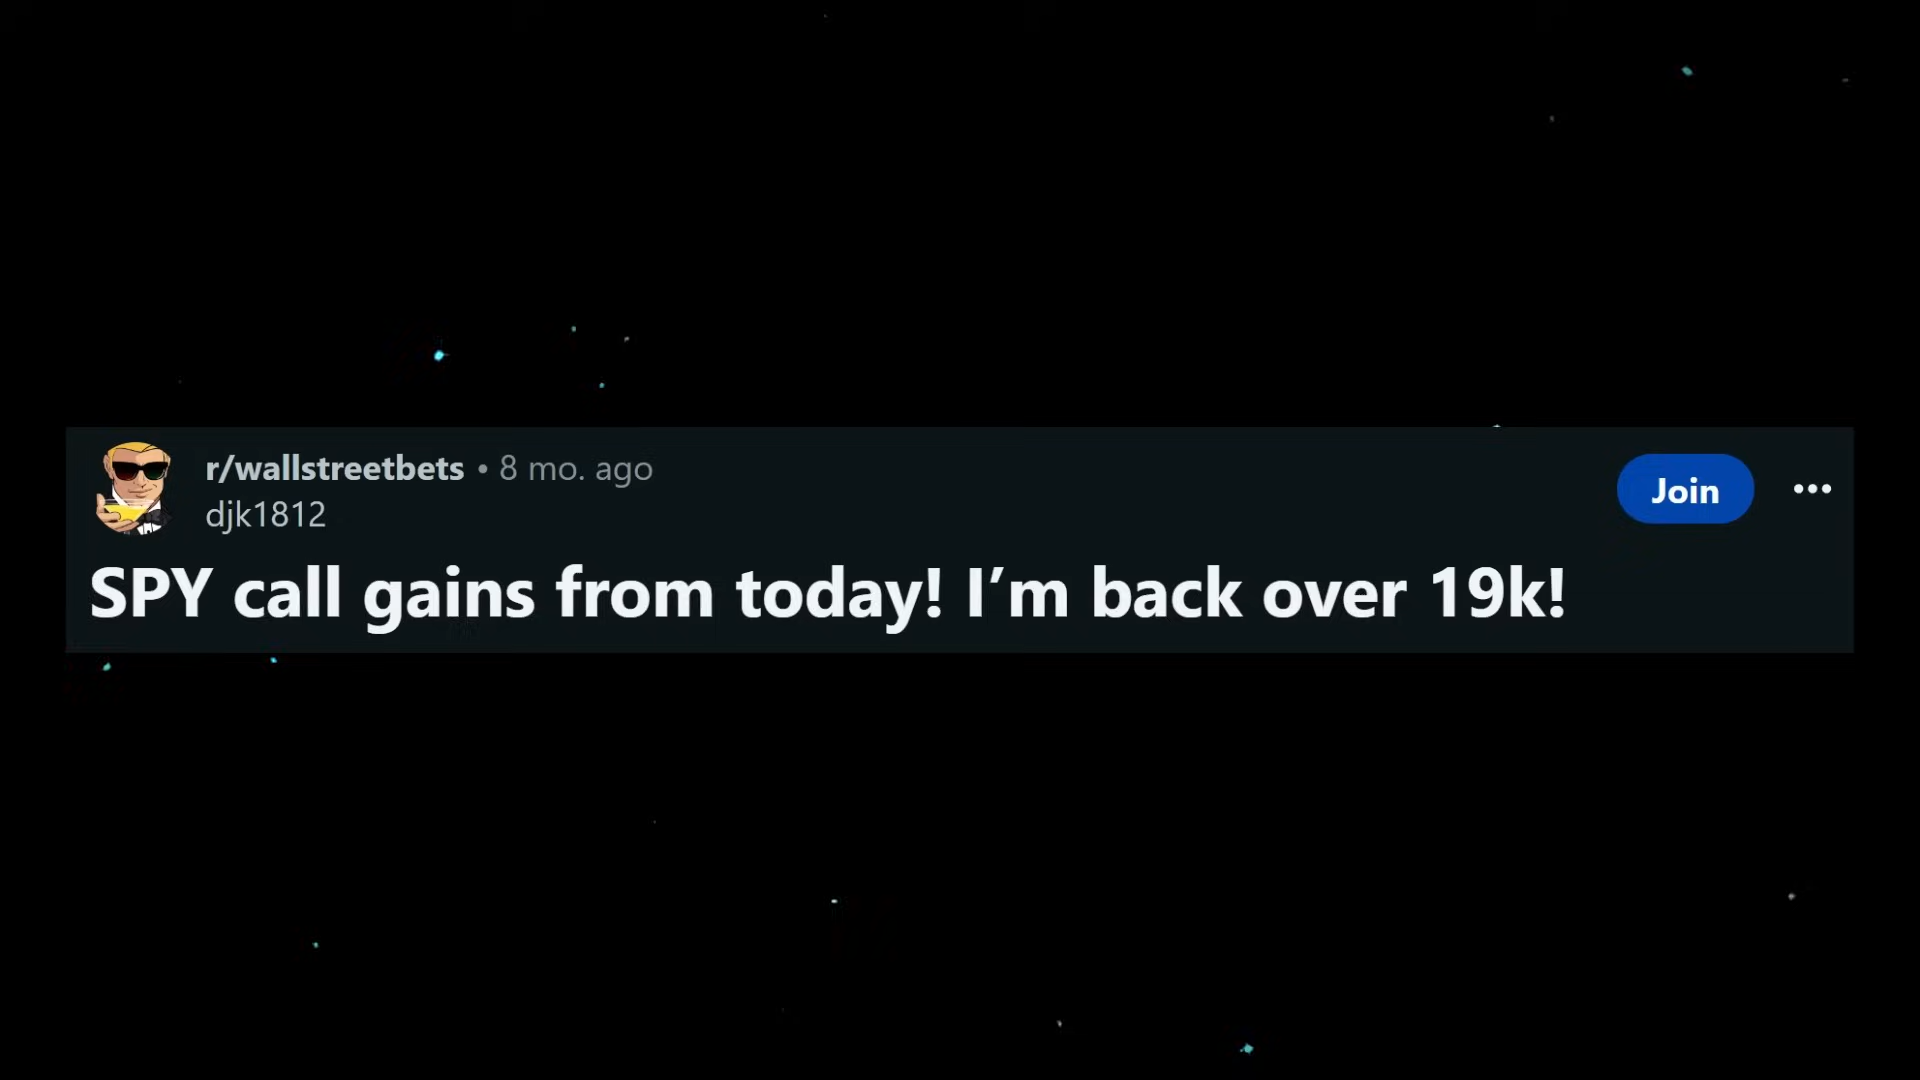 r/wallstreetbets • 8 mo. ago
djk1812
Join
SPY call gains from today! I’m back over 19k!